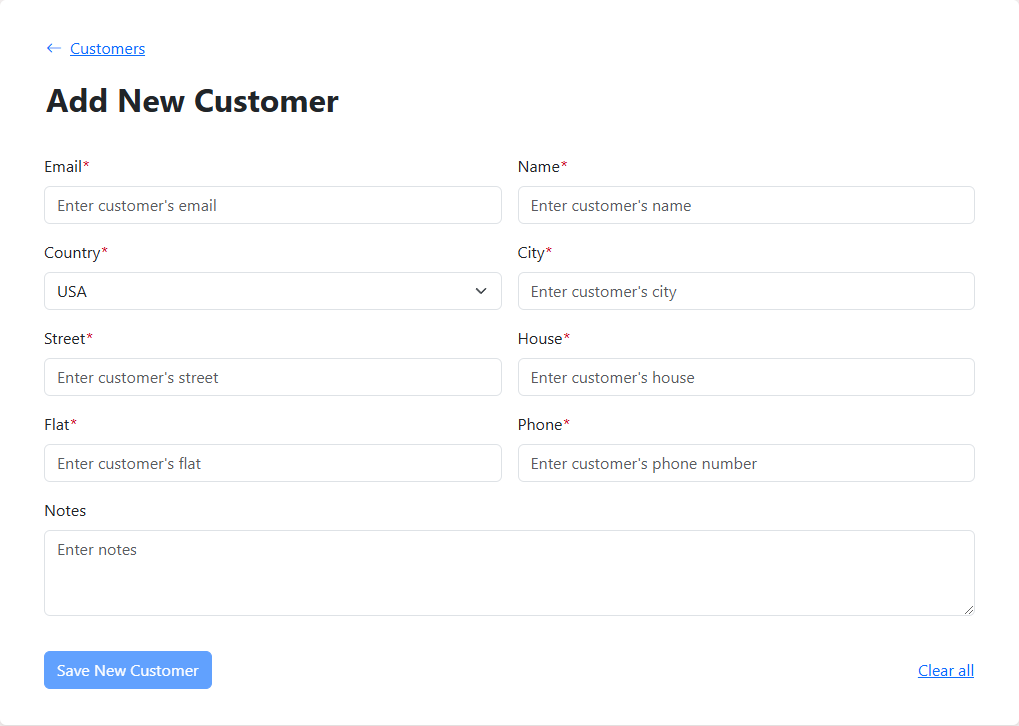 Customers
Add New Customer
Email* Name*
Enter customer's email Enter customer's name
Country* City*
USA Enter customer's city
Street* House*
Enter customer's street Enter customer's house
Flat* Phone*
Enter customer's flat Enter customer's phone number
Notes
Enter notes
Save New Customer Clear all